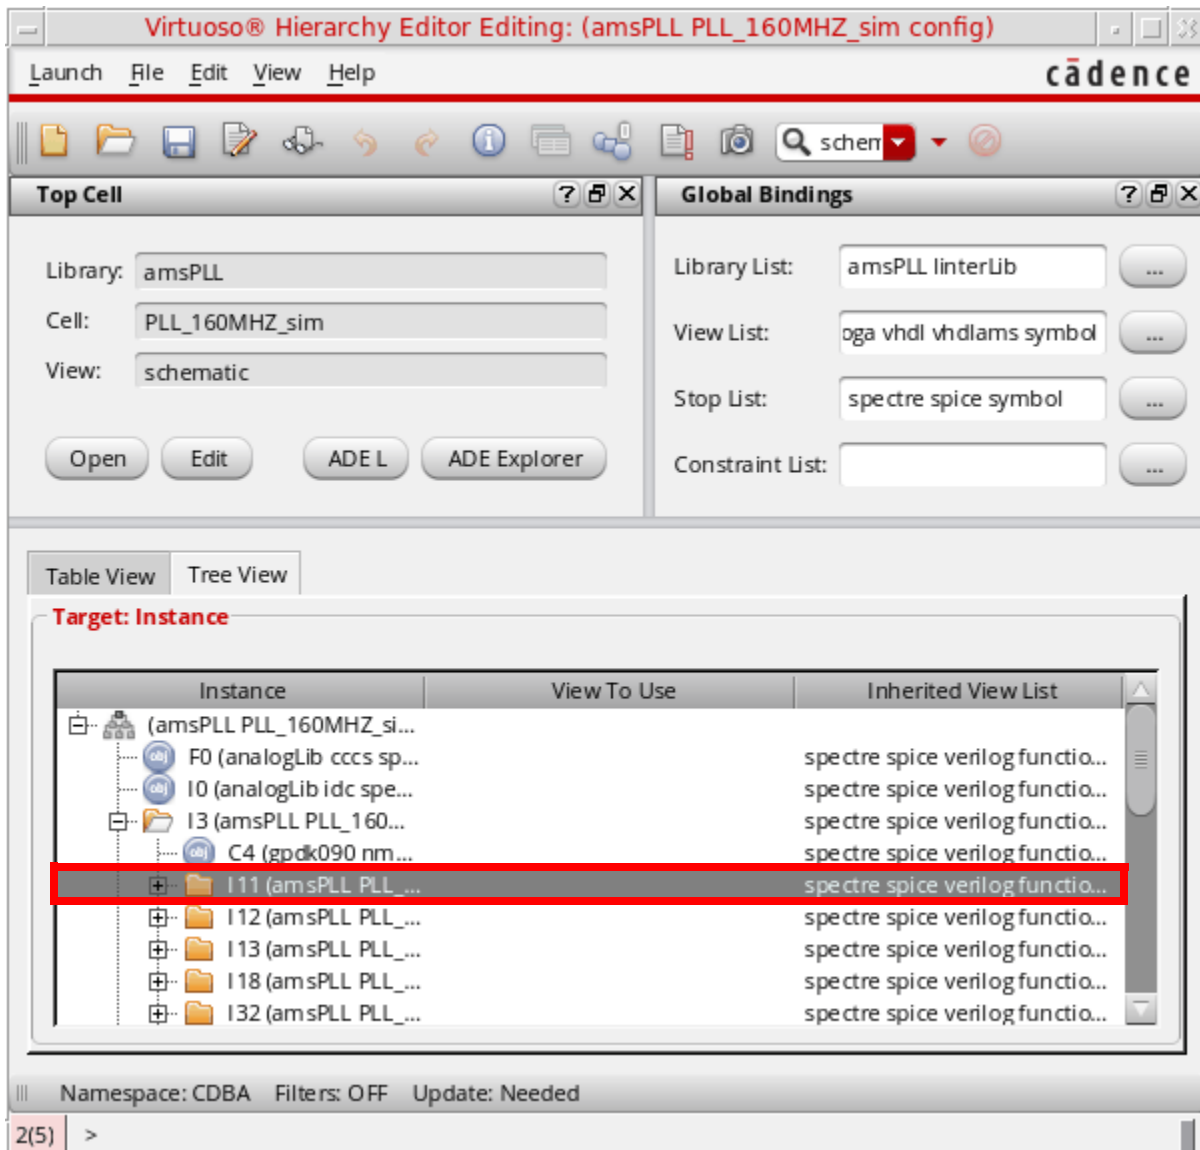 Virtuoso® Hierarchy Editor Editing: (amsPLL PLL_160MHZ_sim config)
Launch File Edit View Help cādence
schem
Top Cell
Library: amsPLL
Cell: PLL_160MHZ_sim
View: schematic
Open Edit ADE L ADE Explorer
Global Bindings
Library List: amsPLL linterLib ...
View List: oga vhdl vhdlams symbol ...
Stop List: spectre spice symbol ...
Constraint List: ...
Table View Tree View
Target: Instance
Instance View To Use Inherited View List
(amsPLL PLL_160MHZ_si...
obj F0 (analogLib cccs sp... spectre spice verilog functio...
obj I0 (analogLib idc spe... spectre spice verilog functio...
I3 (amsPLL PLL_160... spectre spice verilog functio...
obj C4 (gpdk090 nm... spectre spice verilog functio...
I11 (amsPLL PLL_... spectre spice verilog functio...
I12 (amsPLL PLL_... spectre spice verilog functio...
I13 (amsPLL PLL_... spectre spice verilog functio...
I18 (amsPLL PLL_... spectre spice verilog functio...
I32 (amsPLL PLL_... spectre spice verilog functio...
Namespace: CDBA Filters: OFF Update: Needed
2(5) >